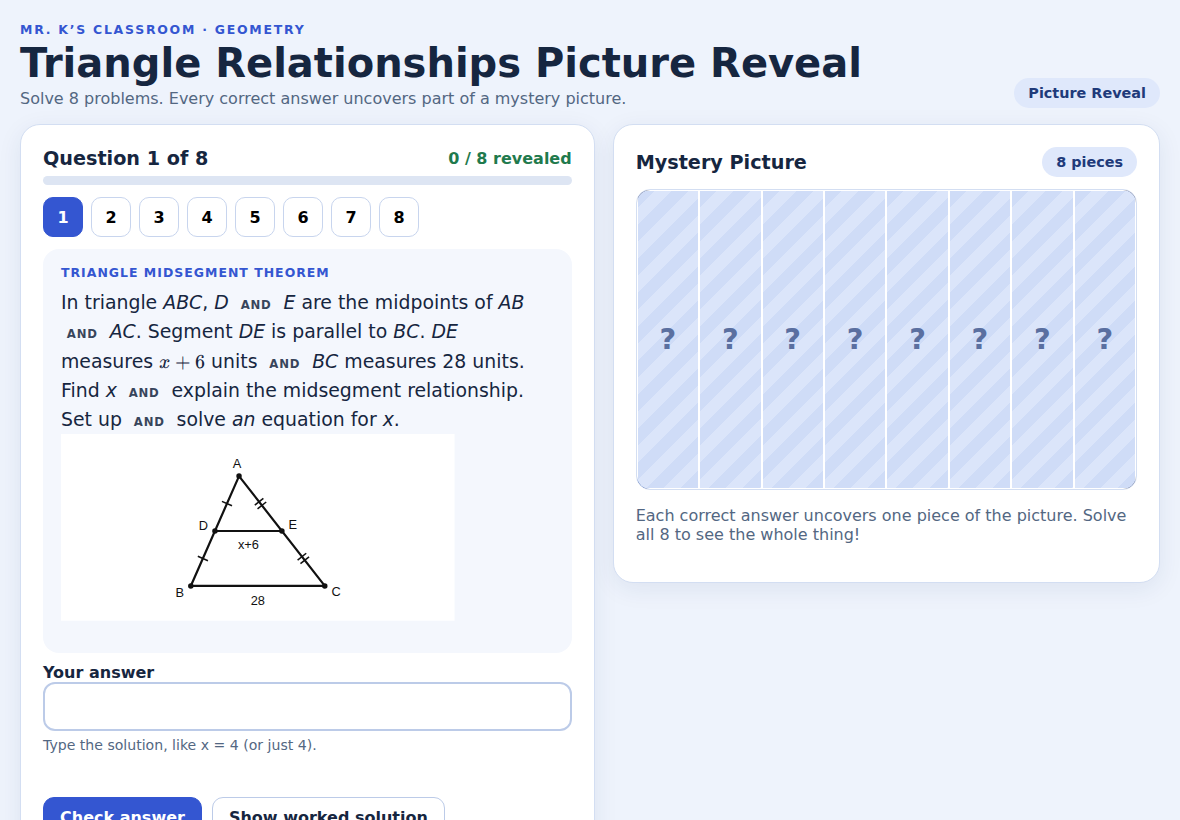 MR. K'S CLASSROOM · GEOMETRY
Triangle Relationships Picture Reveal
Solve 8 problems. Every correct answer uncovers part of a mystery picture.
Picture Reveal
Question 1 of 8
0 / 8 revealed
1 2 3 4 5 6 7 8
TRIANGLE MIDSEGMENT THEOREM
In triangle ABC, D AND E are the midpoints of AB
AND AC. Segment DE is parallel to BC. DE
measures x + 6 units AND BC measures 28 units.
Find x AND explain the midsegment relationship.
Set up AND solve an equation for x.
A
D
E
x+6
B
C
28
Your answer
Type the solution, like x = 4 (or just 4).
Check answer
Show worked solution
Mystery Picture
8 pieces
? ? ? ? ? ? ? ?
Each correct answer uncovers one piece of the picture. Solve
all 8 to see the whole thing!